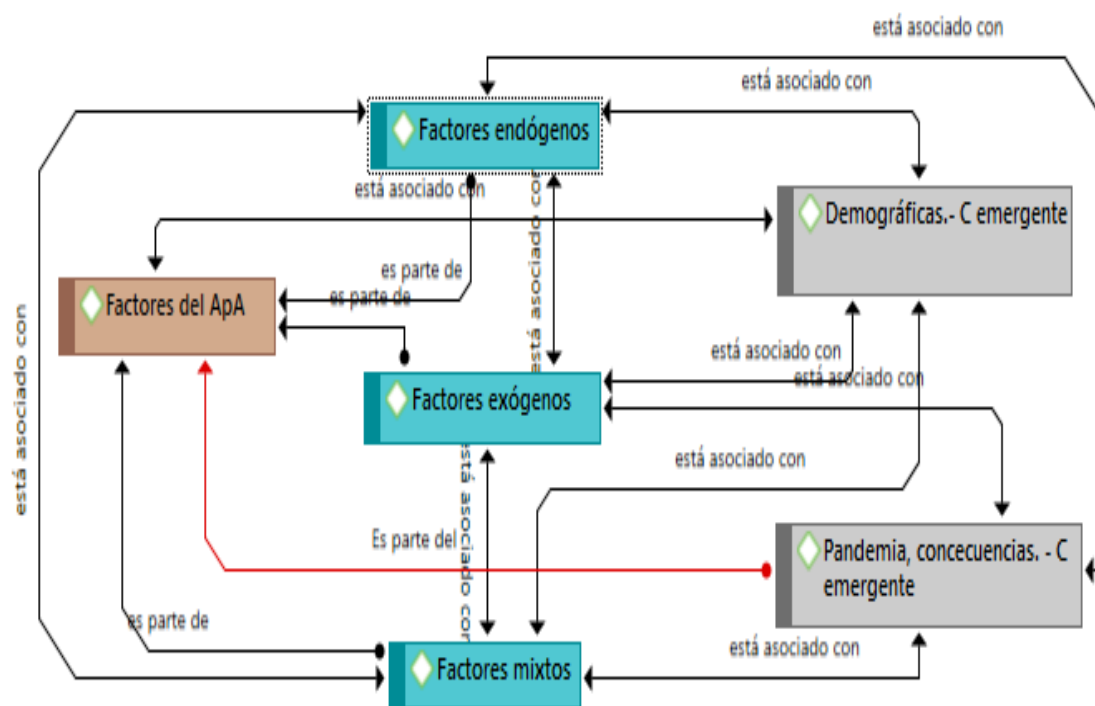 está asociado con
está asociado con
Factores endógenos
está asociado con
está asociado con
Demográficas.- C emergente
es parte de
es parte de
Factores del ApA
está asociado con
está asociado con
está asociado con
Factores exógenos
está asociado con
está asociado con
Es parte del
está asociado con
Pandemia, concecuencias. - C
emergente
es parte de
está asociado con
Factores mixtos